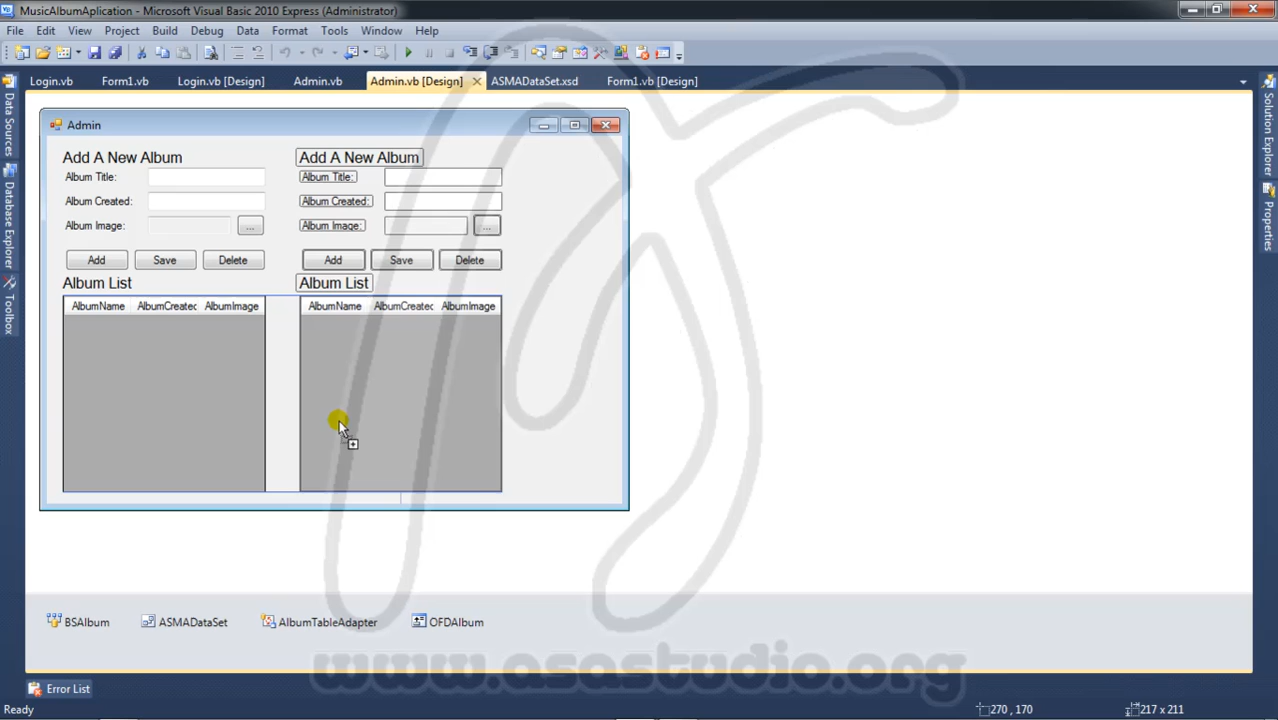 MusicAlbumAplication - Microsoft Visual Basic 2010 Express (Administrator)
File Edit View Project Build Debug Data Format Tools Window Help
Login.vb Form1.vb Login.vb [Design] Admin.vb Admin.vb [Design] ASMADataSet.xsd Form1.vb [Design]
Data Sources
Database Explorer
Toolbox
Solution Explorer
Properties
Admin
Add A New Album Add A New Album
Album Title: Album Title:
Album Created: Album Created:
Album Image: ... Album Image: ...
Add Save Delete Add Save Delete
Album List Album List
AlbumName AlbumCreated AlbumImage AlbumName AlbumCreated AlbumImage
BSAlbum ASMADataSet AlbumTableAdapter OFDAlbum
www.asastudio.org
Error List
Ready 270 , 170 217 x 211